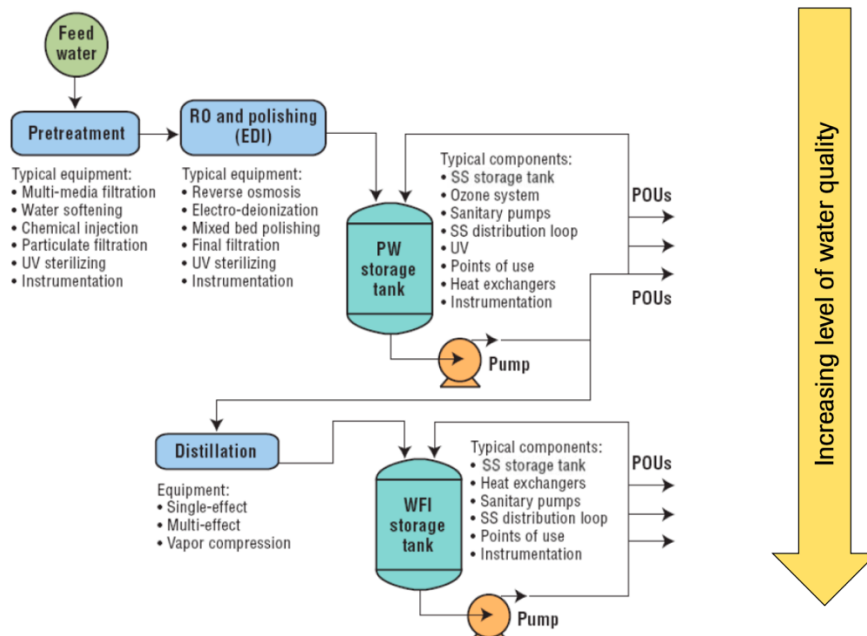 Feed
water
Pretreatment
RO and polishing
(EDI)
Typical equipment:
• Multi-media filtration
• Water softening
• Chemical injection
• Particulate filtration
• UV sterilizing
• Instrumentation
Typical equipment:
• Reverse osmosis
• Electro-deionization
• Mixed bed polishing
• Final filtration
• UV sterilizing
• Instrumentation
PW
storage
tank
Typical components:
• SS storage tank
• Ozone system
• Sanitary pumps
• SS distribution loop
• UV
• Points of use
• Heat exchangers
• Instrumentation
POUs
POUs
Pump
Distillation
Equipment:
• Single-effect
• Multi-effect
• Vapor compression
WFI
storage
tank
Typical components:
• SS storage tank
• Heat exchangers
• Sanitary pumps
• SS distribution loop
• Points of use
• Instrumentation
POUs
Pump
Increasing level of water quality